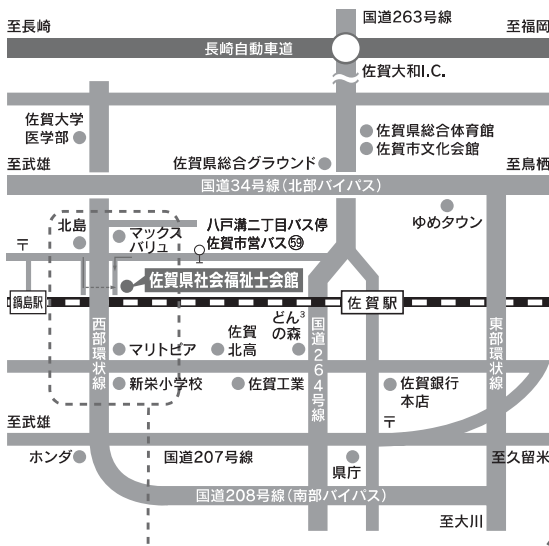 国道263号線
至長崎
至福岡
長崎自動車道
佐賀大和I.C.
佐賀大学
医学部
佐賀県総合体育館
佐賀市文化会館
至武雄
佐賀県総合グラウンド
至鳥栖
国道34号線(北部バイパス)
ゆめタウン
北島
マックス
バリュ
八戸溝二丁目バス停
佐賀市営バス㊾
〒
佐賀県社会福祉士会館
鍋島駅
佐賀駅
どん3
の森
西部環状線
マリトピア
佐賀
北高
国道264号線
東部環状線
新栄小学校
佐賀工業
佐賀銀行
本店
至武雄
〒
ホンダ
国道207号線
県庁
至久留米
国道208号線(南部バイパス)
至大川